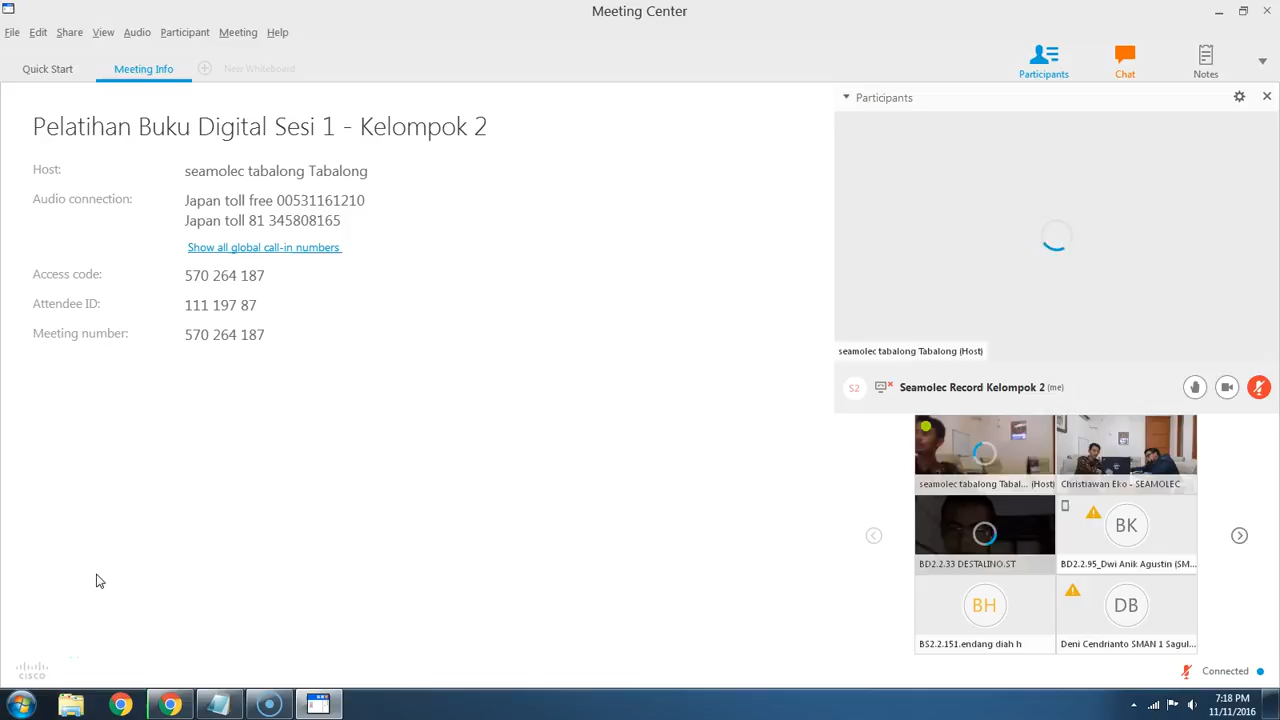 Meeting Center
File Edit Share View Audio Participant Meeting Help
Quick Start Meeting Info New Whiteboard
Participants Chat Notes
Participants
Pelatihan Buku Digital Sesi 1 - Kelompok 2
Host: seamolec tabalong Tabalong
Audio connection: Japan toll free 00531161210
Japan toll 81 345808165
Show all global call-in numbers
Access code: 570 264 187
Attendee ID: 111 197 87
Meeting number: 570 264 187
seamolec tabalong Tabalong (Host)
S2 Seamolec Record Kelompok 2 (me)
seamolec tabalong Tabal... (Host) Christiawan Eko - SEAMOLEC
BK
BD2.2.33 DESTALINO.ST BD2.2.95_Dwi Anik Agustin (SM...
BH DB
BS2.2.151.endang diah h Deni Cendrianto SMAN 1 Sagul...
cisco
Connected
7:18 PM
11/11/2016